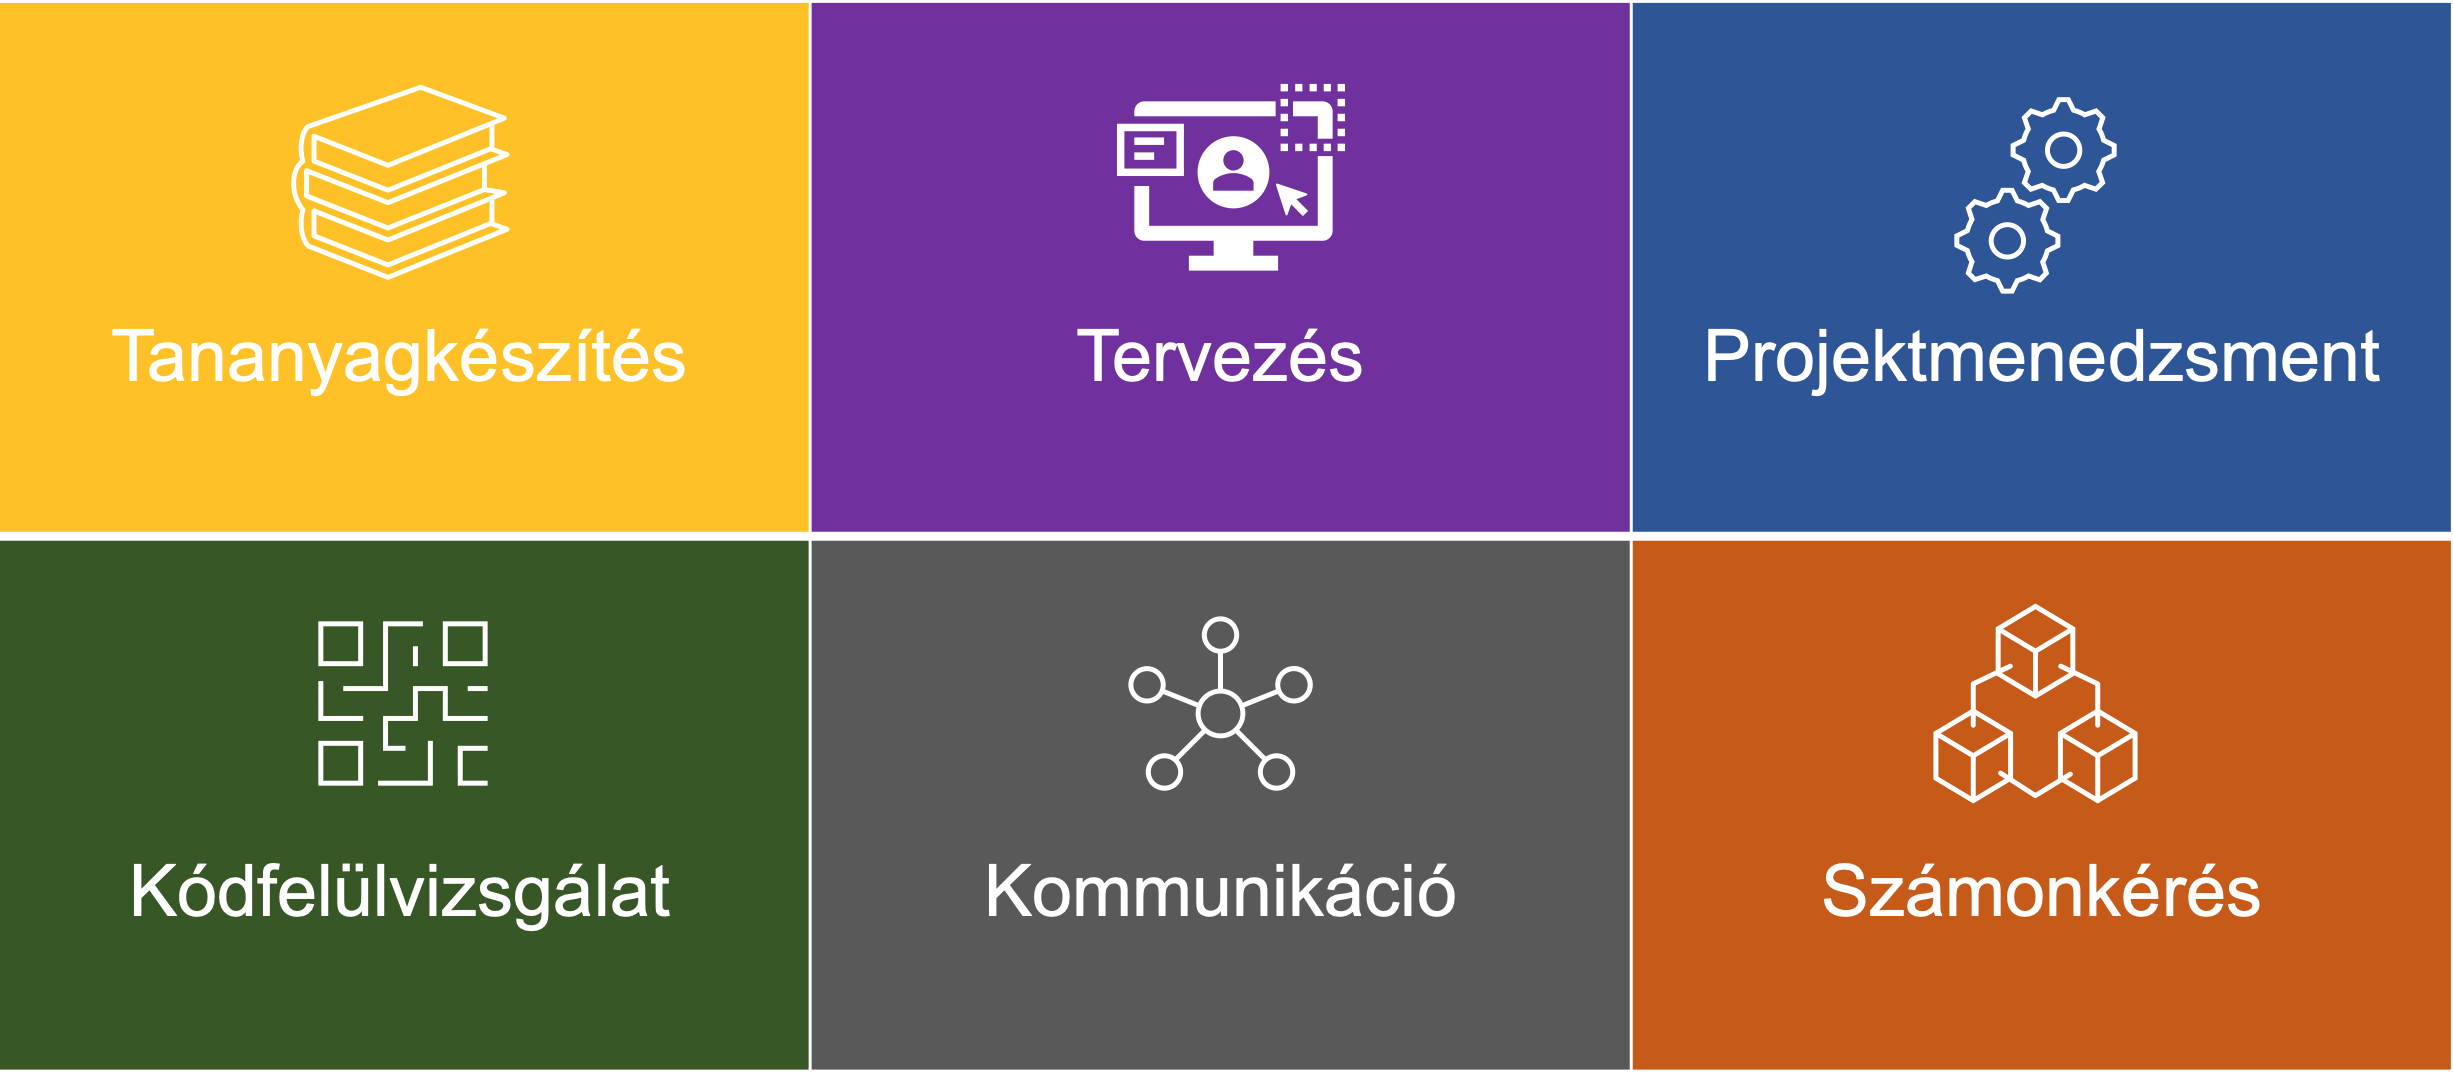 Tananyagkészítés
Tervezés
Projektmenedzsment
Kódfelülvizsgálat
Kommunikáció
Számonkérés